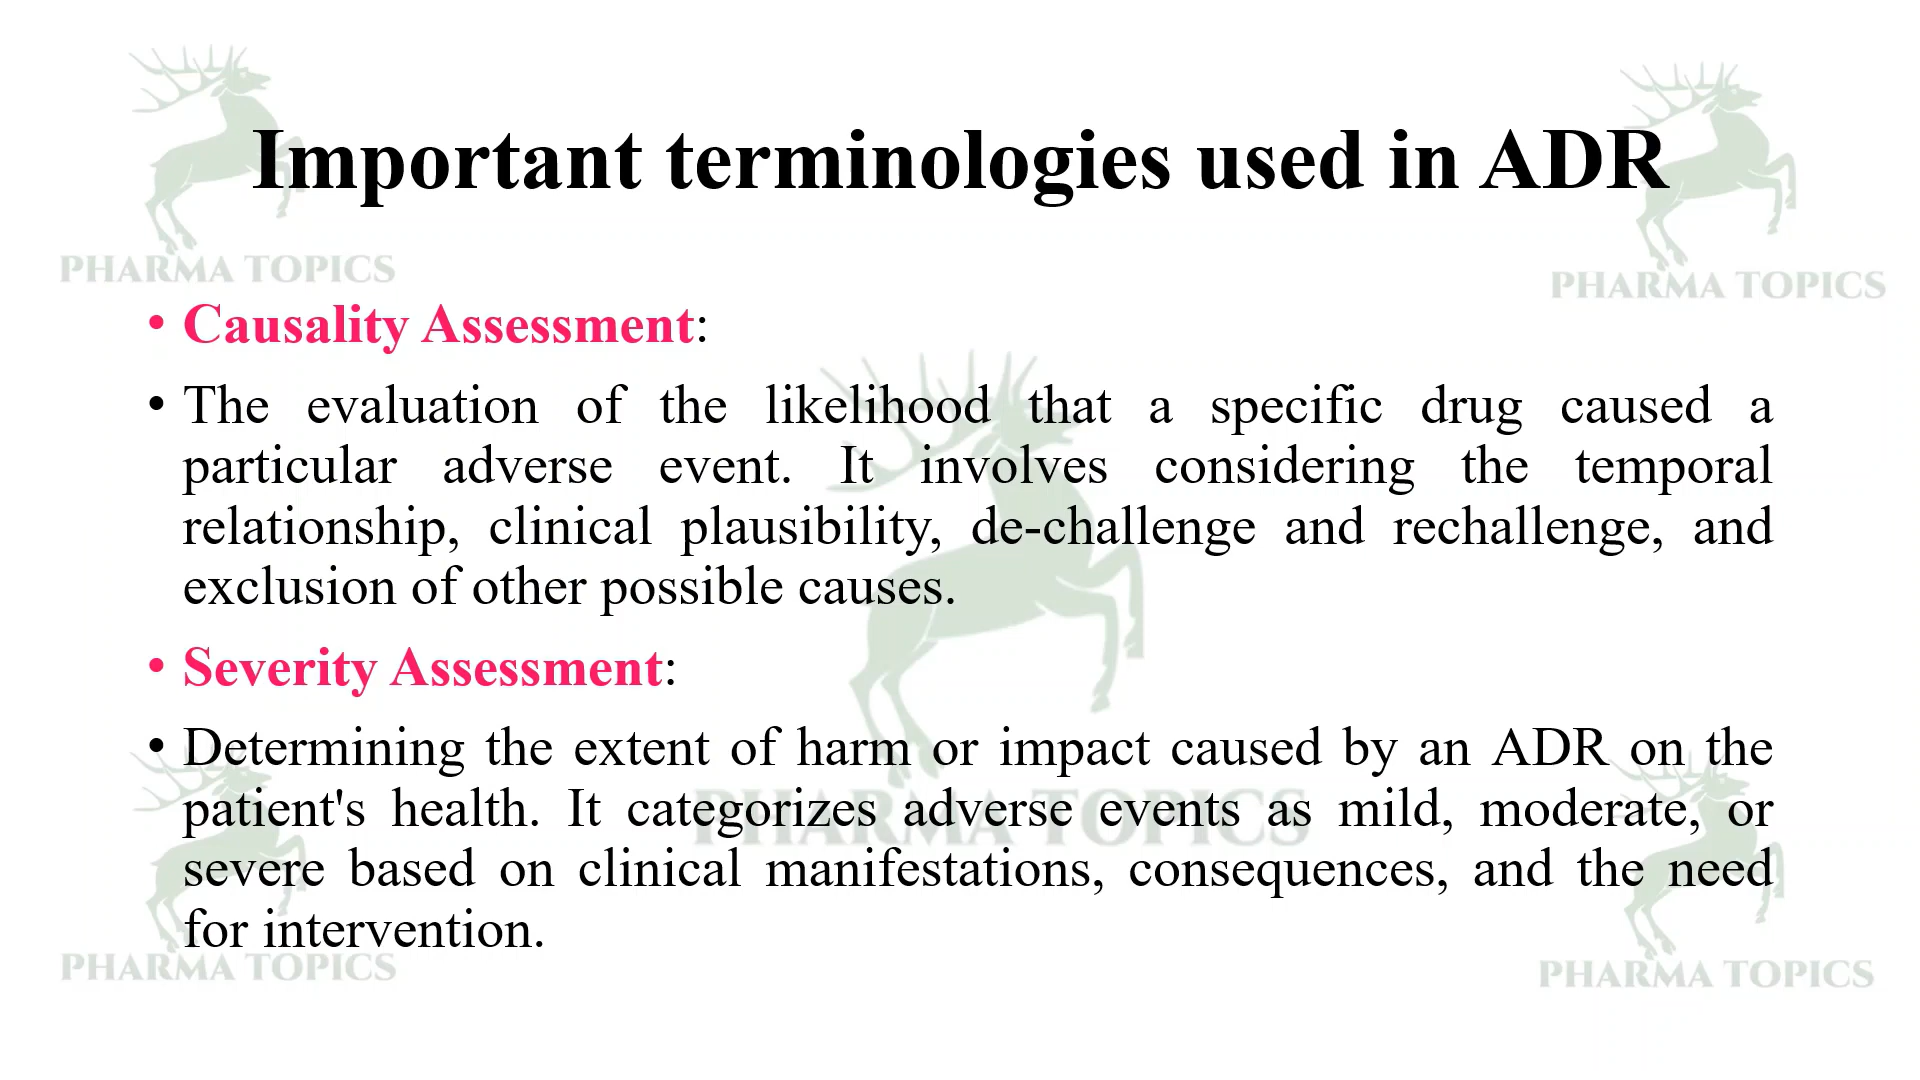 Important terminologies used in ADR
PHARMA TOPICS
PHARMA TOPICS
• Causality Assessment:
• The evaluation of the likelihood that a specific drug caused a
particular adverse event. It involves considering the temporal
relationship, clinical plausibility, de-challenge and rechallenge, and
exclusion of other possible causes.
• Severity Assessment:
• Determining the extent of harm or impact caused by an ADR on the
patient's health. It categorizes adverse events as mild, moderate, or
PHARMA TOPICS
severe based on clinical manifestations, consequences, and the need
for intervention.
PHARMA TOPICS
PHARMA TOPICS